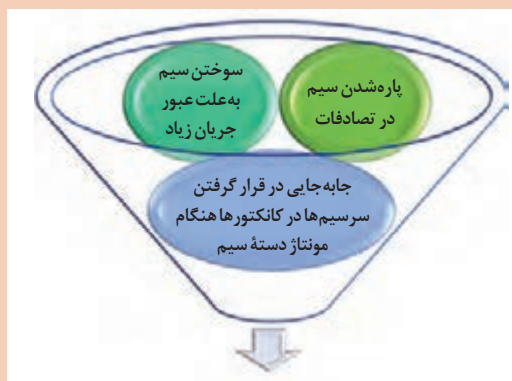 پاره‌شدن سیم
در تصادفات
سوختن سیم
به‌علت عبور
جریان زیاد
جابه‌جایی در قرار گرفتن
سرسیم‌ها در کانکتورها هنگام
مونتاژ دستهٔ سیم